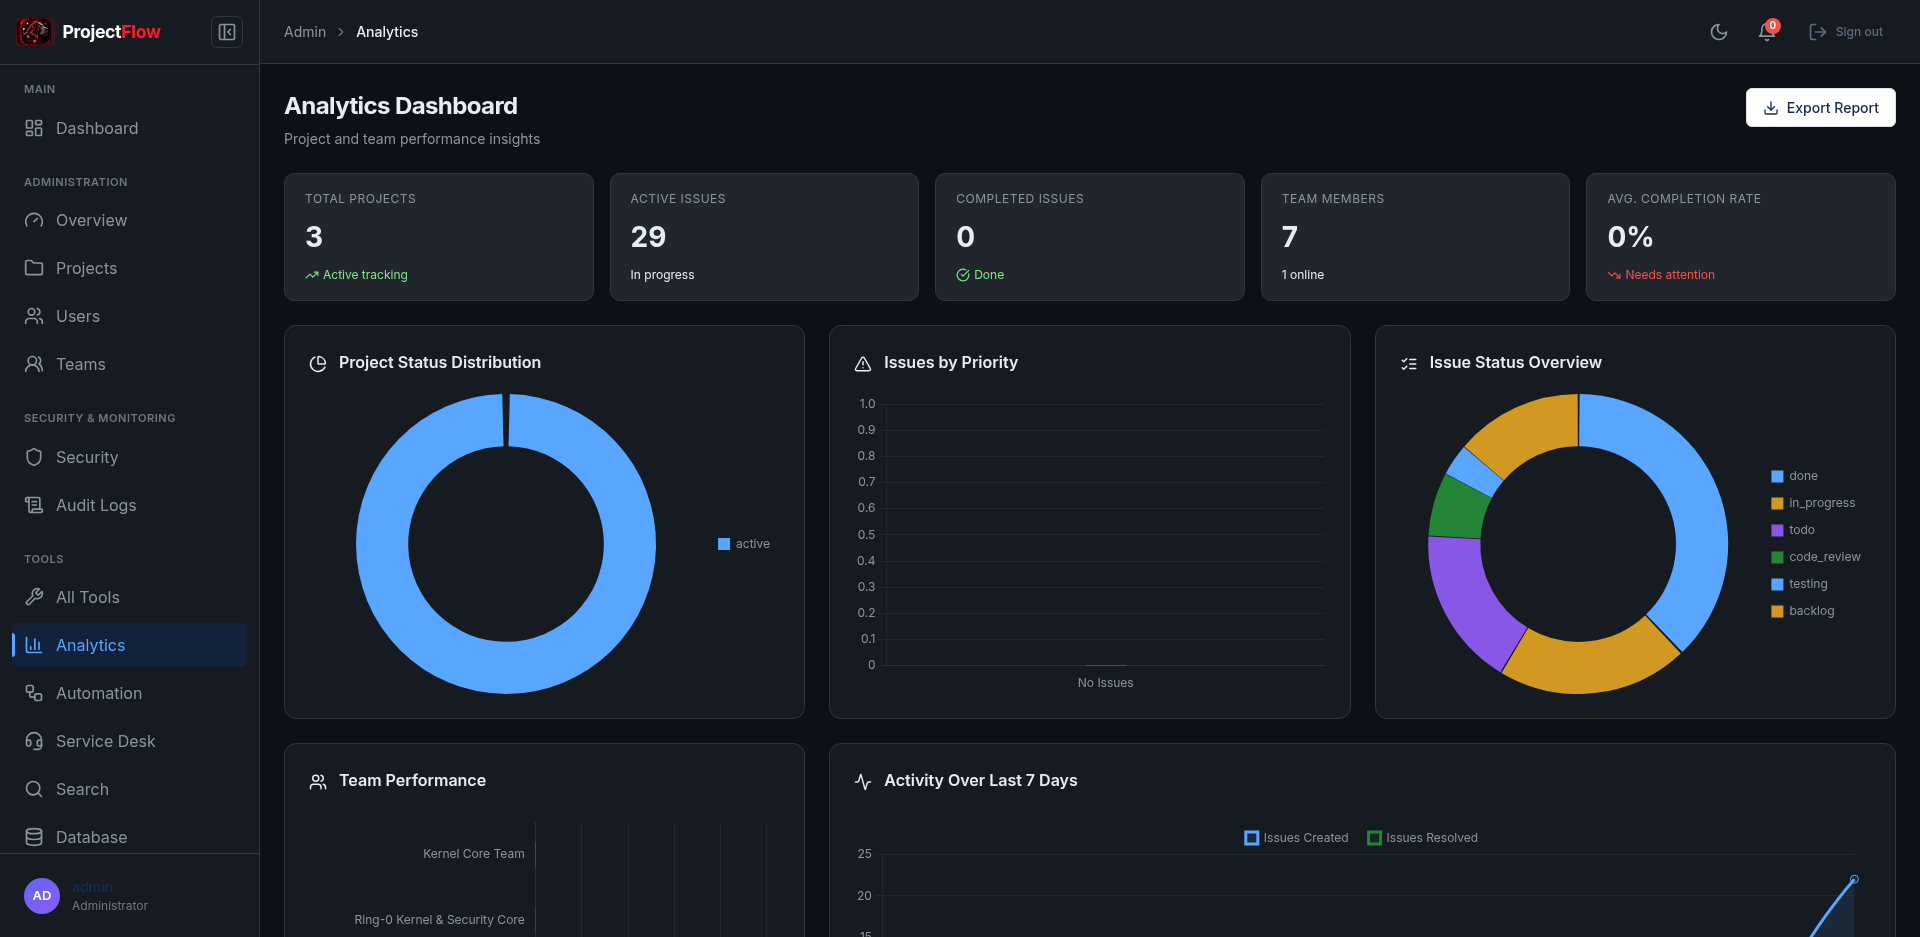 ProjectFlow
MAIN
Dashboard
ADMINISTRATION
Overview
Projects
Users
Teams
SECURITY & MONITORING
Security
Audit Logs
TOOLS
All Tools
Analytics
Automation
Service Desk
Search
Database
AD
admin
Administrator
Admin > Analytics
0
Sign out
Analytics Dashboard
Project and team performance insights
Export Report
TOTAL PROJECTS
3
Active tracking
ACTIVE ISSUES
29
In progress
COMPLETED ISSUES
0
Done
TEAM MEMBERS
7
1 online
AVG. COMPLETION RATE
0%
Needs attention
Project Status Distribution
active
Issues by Priority
1.0
0.9
0.8
0.7
0.6
0.5
0.4
0.3
0.2
0.1
0
No Issues
Issue Status Overview
done
in_progress
todo
code_review
testing
backlog
Team Performance
Kernel Core Team
Ring-0 Kernel & Security Core
Activity Over Last 7 Days
Issues Created
Issues Resolved
25
20
15